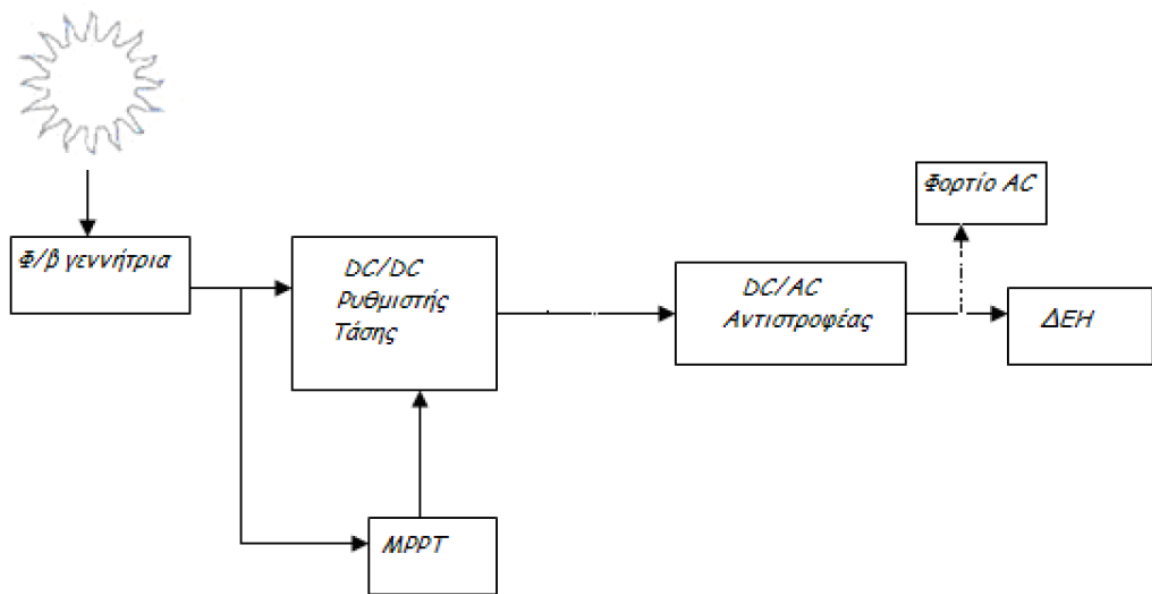 Φορτίο AC
Φ/β γεννήτρια
DC/DC
Ρυθμιστής
Τάσης
DC/AC
Αντιστροφέας
ΔΕΗ
MPPT